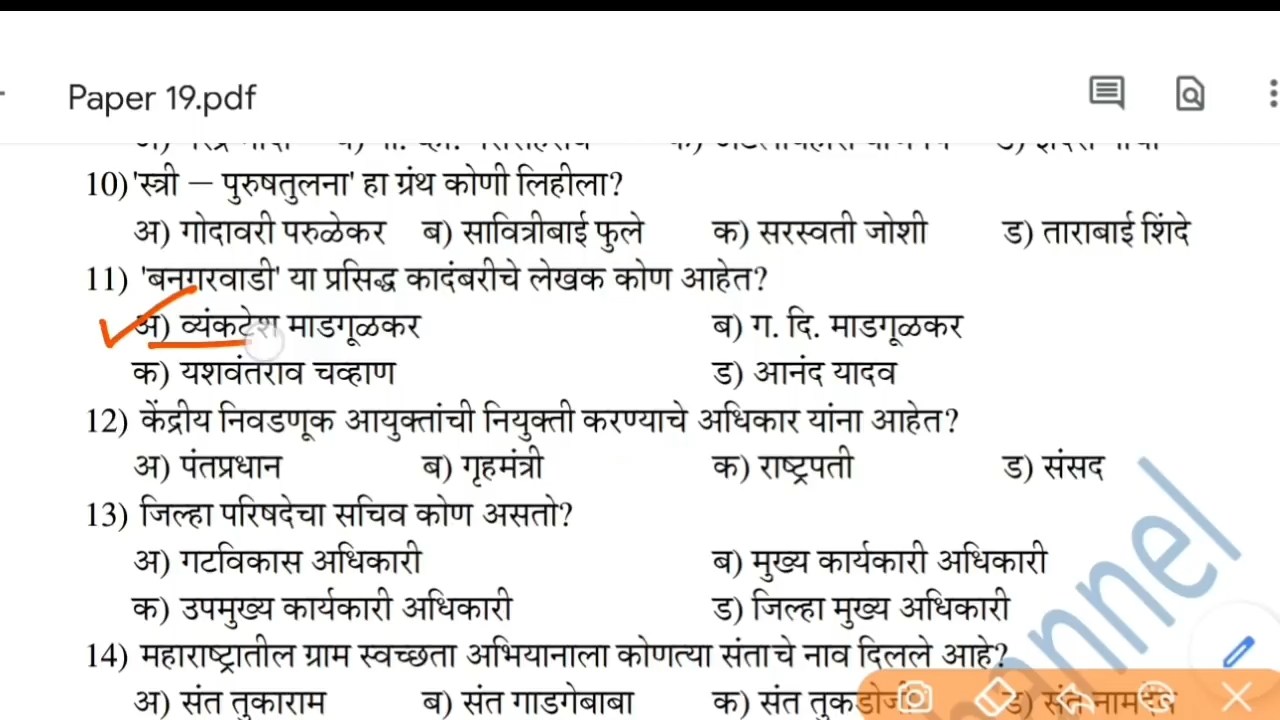 Paper 19.pdf
10) 'स्त्री – पुरुषतुलना' हा ग्रंथ कोणी लिहीला?
अ) गोदावरी परुळेकर ब) सावित्रीबाई फुले क) सरस्वती जोशी ड) ताराबाई शिंदे
11) 'बनगरवाडी' या प्रसिद्ध कादंबरीचे लेखक कोण आहेत?
अ) व्यंकटेश माडगूळकर ब) ग. दि. माडगूळकर
क) यशवंतराव चव्हाण ड) आनंद यादव
12) केंद्रीय निवडणूक आयुक्तांची नियुक्ती करण्याचे अधिकार यांना आहेत?
अ) पंतप्रधान ब) गृहमंत्री क) राष्ट्रपती ड) संसद
13) जिल्हा परिषदेचा सचिव कोण असतो?
अ) गटविकास अधिकारी ब) मुख्य कार्यकारी अधिकारी
क) उपमुख्य कार्यकारी अधिकारी ड) जिल्हा मुख्य अधिकारी
14) महाराष्ट्रातील ग्राम स्वच्छता अभियानाला कोणत्या संताचे नाव दिलले आहे?
अ) संत तुकाराम ब) संत गाडगेबाबा क) संत तुकडोजी ड) संत नामदेव